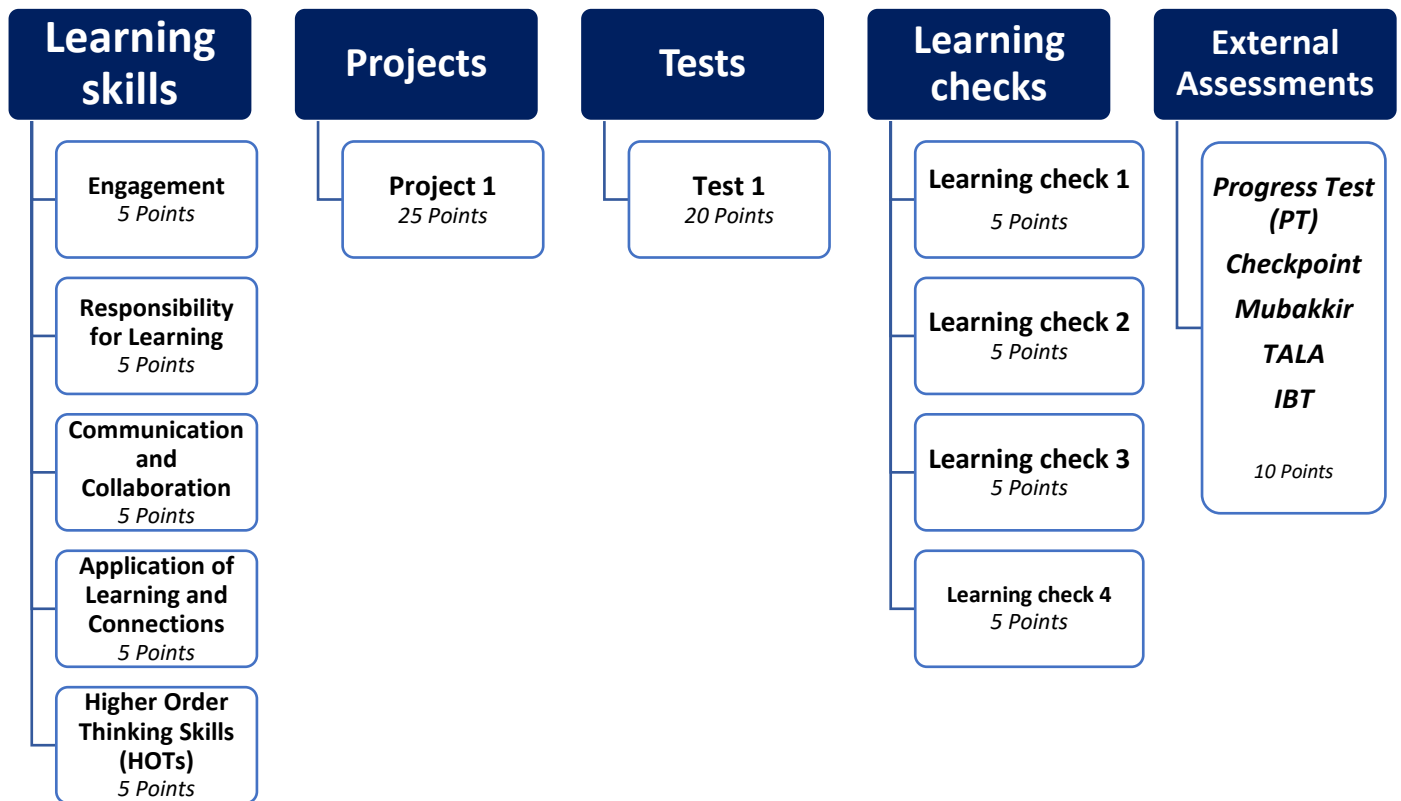 Learning
skills
Engagement
5 Points
Responsibility
for Learning
5 Points
Communication
and
Collaboration
5 Points
Application of
Learning and
Connections
5 Points
Higher Order
Thinking Skills
(HOTs)
5 Points
Projects
Project 1
25 Points
Tests
Test 1
20 Points
Learning
checks
Learning check 1
5 Points
Learning check 2
5 Points
Learning check 3
5 Points
Learning check 4
5 Points
External
Assessments
Progress Test
(PT)
Checkpoint
Mubakkir
TALA
IBT
10 Points